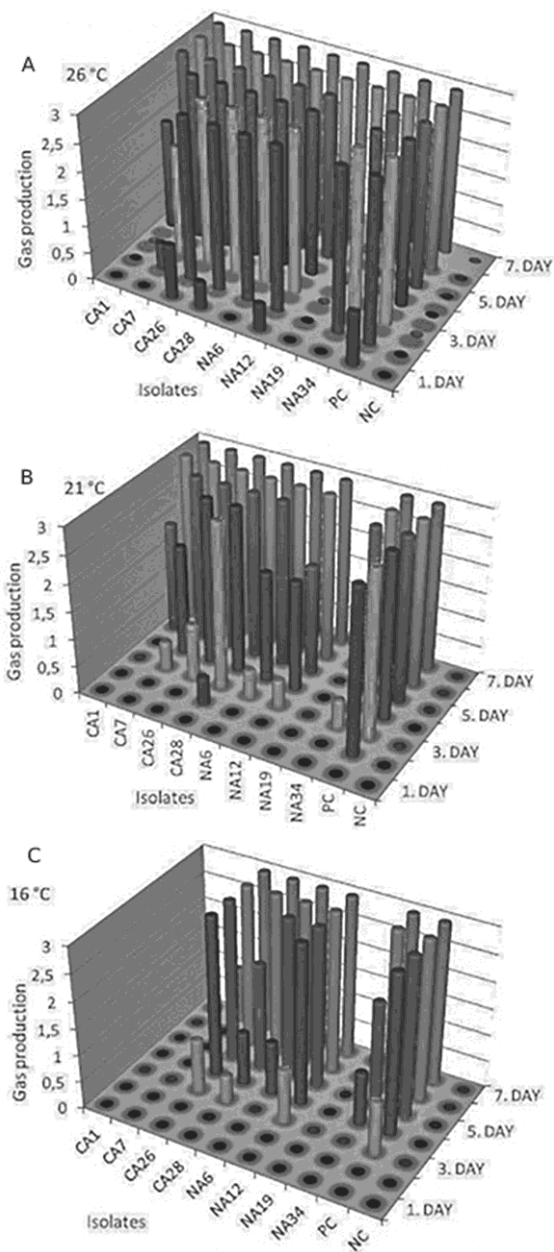 A
26 °C
Gas production
3
2,5
2
1,5
1
0,5
0
CA1
CA7
CA26
CA28
NA6
NA12
NA19
NA34
PC
NC
Isolates
1. DAY
3. DAY
5. DAY
7. DAY
B
21 °C
Gas production
3
2,5
2
1,5
1
0,5
0
CA1
CA7
CA26
CA28
NA6
NA12
NA19
NA34
PC
NC
Isolates
1. DAY
3. DAY
5. DAY
7. DAY
C
16 °C
Gas production
3
2,5
2
1,5
1
0,5
0
CA1
CA7
CA26
CA28
NA6
NA12
NA19
NA34
PC
NC
Isolates
1. DAY
3. DAY
5. DAY
7. DAY